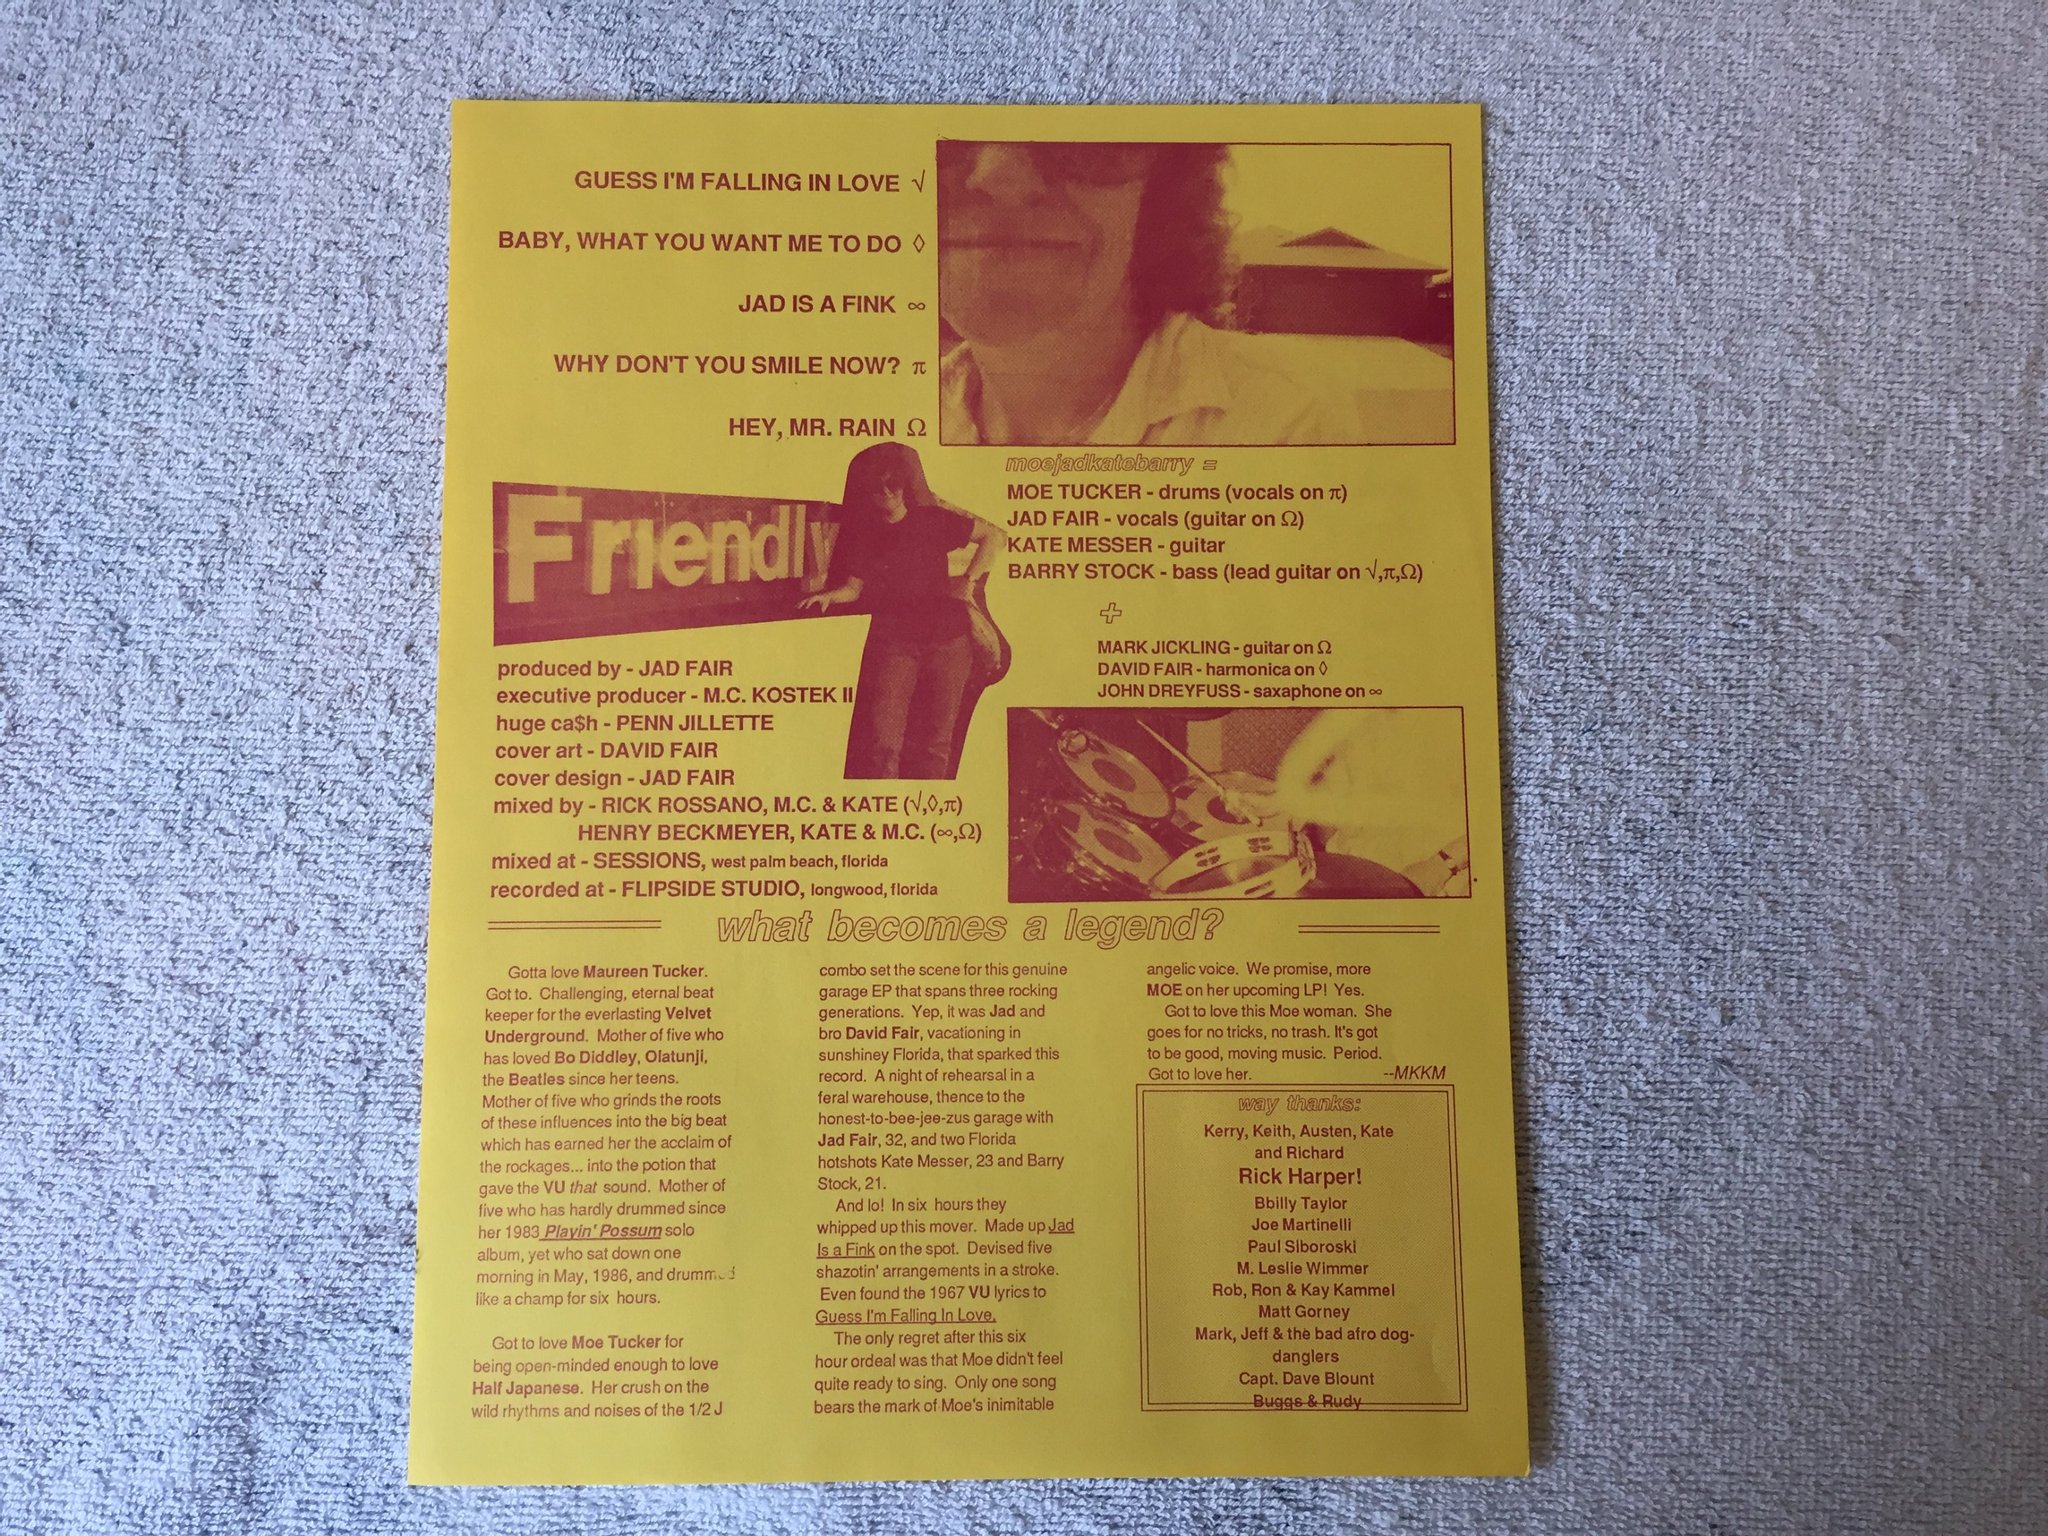 GUESS I'M FALLING IN LOVE √
BABY, WHAT YOU WANT ME TO DO ◊
JAD IS A FINK ∞
WHY DON'T YOU SMILE NOW? π
HEY, MR. RAIN Ω
Friendly
moejadkatebarry =
MOE TUCKER - drums (vocals on π)
JAD FAIR - vocals (guitar on Ω)
KATE MESSER - guitar
BARRY STOCK - bass (lead guitar on √,π,Ω)
+
MARK JICKLING - guitar on Ω
DAVID FAIR - harmonica on ◊
JOHN DREYFUSS - saxaphone on ∞
produced by - JAD FAIR
executive producer - M.C. KOSTEK II
huge ca$h - PENN JILLETTE
cover art - DAVID FAIR
cover design - JAD FAIR
mixed by - RICK ROSSANO, M.C. & KATE (√,◊,π)
HENRY BECKMEYER, KATE & M.C. (∞,Ω)
mixed at - SESSIONS, west palm beach, florida
recorded at - FLIPSIDE STUDIO, longwood, florida
what becomes a legend?
Gotta love Maureen Tucker.
Got to. Challenging, eternal beat
keeper for the everlasting Velvet
Underground. Mother of five who
has loved Bo Diddley, Olatunji,
the Beatles since her teens.
Mother of five who grinds the roots
of these influences into the big beat
which has earned her the acclaim of
the rockages... into the potion that
gave the VU that sound. Mother of
five who has hardly drummed since
her 1983 Playin' Possum solo
album, yet who sat down one
morning in May, 1986, and drummed
like a champ for six hours.
Got to love Moe Tucker for
being open-minded enough to love
Half Japanese. Her crush on the
wild rhythms and noises of the 1/2 J
combo set the scene for this genuine
garage EP that spans three rocking
generations. Yep, it was Jad and
bro David Fair, vacationing in
sunshiney Florida, that sparked this
record. A night of rehearsal in a
feral warehouse, thence to the
honest-to-bee-jee-zus garage with
Jad Fair, 32, and two Florida
hotshots Kate Messer, 23 and Barry
Stock, 21.
And lo! In six hours they
whipped up this mover. Made up Jad
Is a Fink on the spot. Devised five
shazotin' arrangements in a stroke.
Even found the 1967 VU lyrics to
Guess I'm Falling In Love.
The only regret after this six
hour ordeal was that Moe didn't feel
quite ready to sing. Only one song
bears the mark of Moe's inimitable
angelic voice. We promise, more
MOE on her upcoming LP! Yes.
Got to love this Moe woman. She
goes for no tricks, no trash. It's got
to be good, moving music. Period.
Got to love her. --MKKM
way thanks:
Kerry, Keith, Austen, Kate
and Richard
Rick Harper!
Bbilly Taylor
Joe Martinelli
Paul Siboroski
M. Leslie Wimmer
Rob, Ron & Kay Kammel
Matt Gorney
Mark, Jeff & the bad afro dog-
danglers
Capt. Dave Blount
Buggs & Rudy